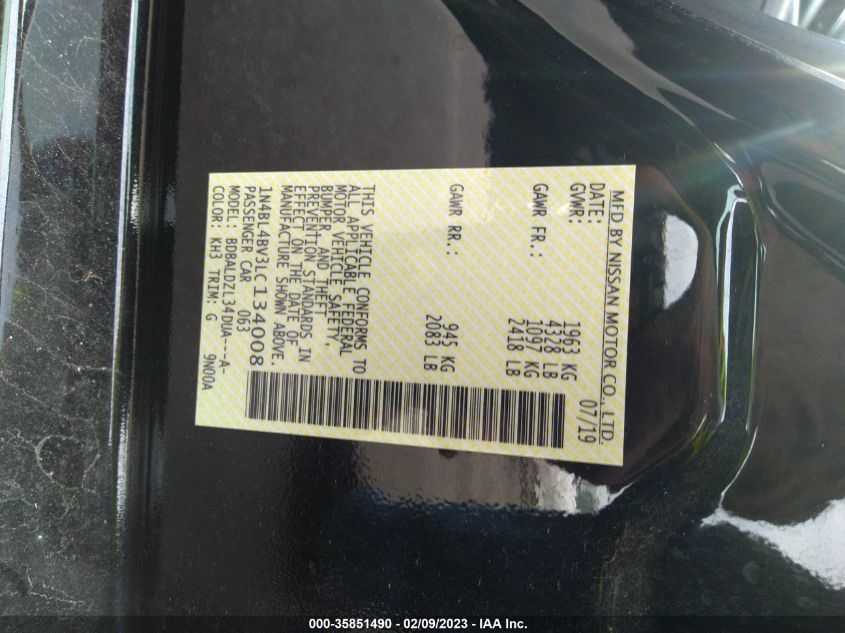 MFD BY NISSAN MOTOR CO., LTD.
DATE: 07/19
GVWR: 1963 KG
4328 LB
GAWR FR.: 1097 KG
2418 LB
GAWR RR.: 945 KG
2083 LB
THIS VEHICLE CONFORMS TO
ALL APPLICABLE FEDERAL
MOTOR VEHICLE SAFETY,
BUMPER, AND THEFT
PREVENTION STANDARDS IN
EFFECT ON THE DATE OF
MANUFACTURE SHOWN ABOVE.
1N4BL4BV3LC134008
PASSENGER CAR 063
MODEL: BDBALDZL34DUA---A-
COLOR: KH3 TRIM: G 9N00A
000-35851490 - 02/09/2023 - IAA Inc.